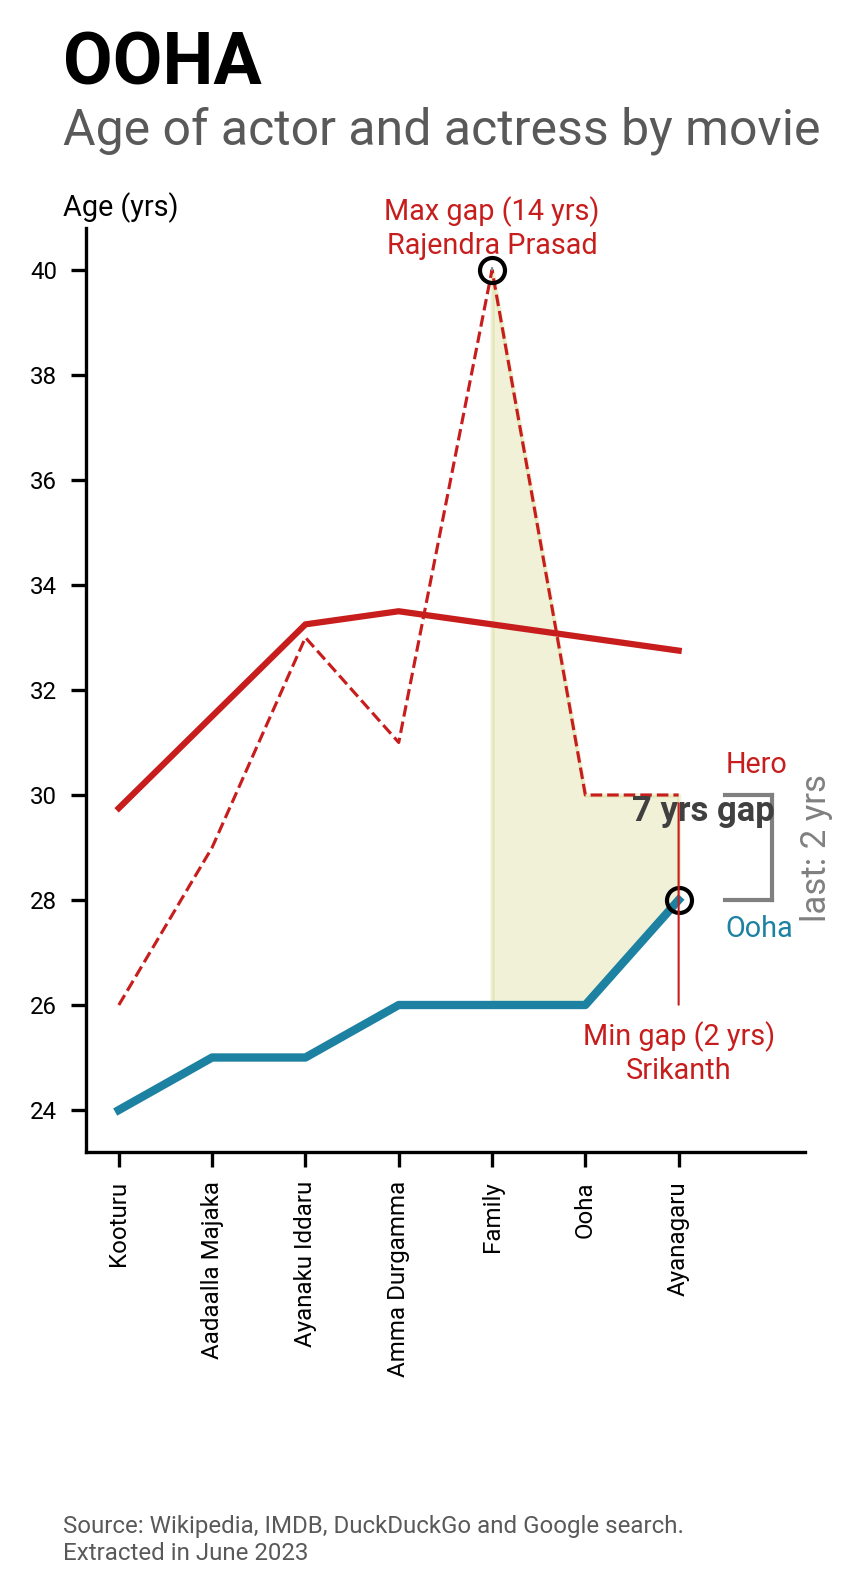 OOHA
Age of actor and actress by movie
Age (yrs)
Max gap (14 yrs)
Rajendra Prasad
40
38
36
34
32
30
28
26
24
Hero
7 yrs gap
last: 2 yrs
Ooha
Min gap (2 yrs)
Srikanth
Kooturu
Aadaalla Majaka
Ayanaku Iddaru
Amma Durgamma
Family
Ooha
Ayanagaru
Source: Wikipedia, IMDB, DuckDuckGo and Google search.
Extracted in June 2023